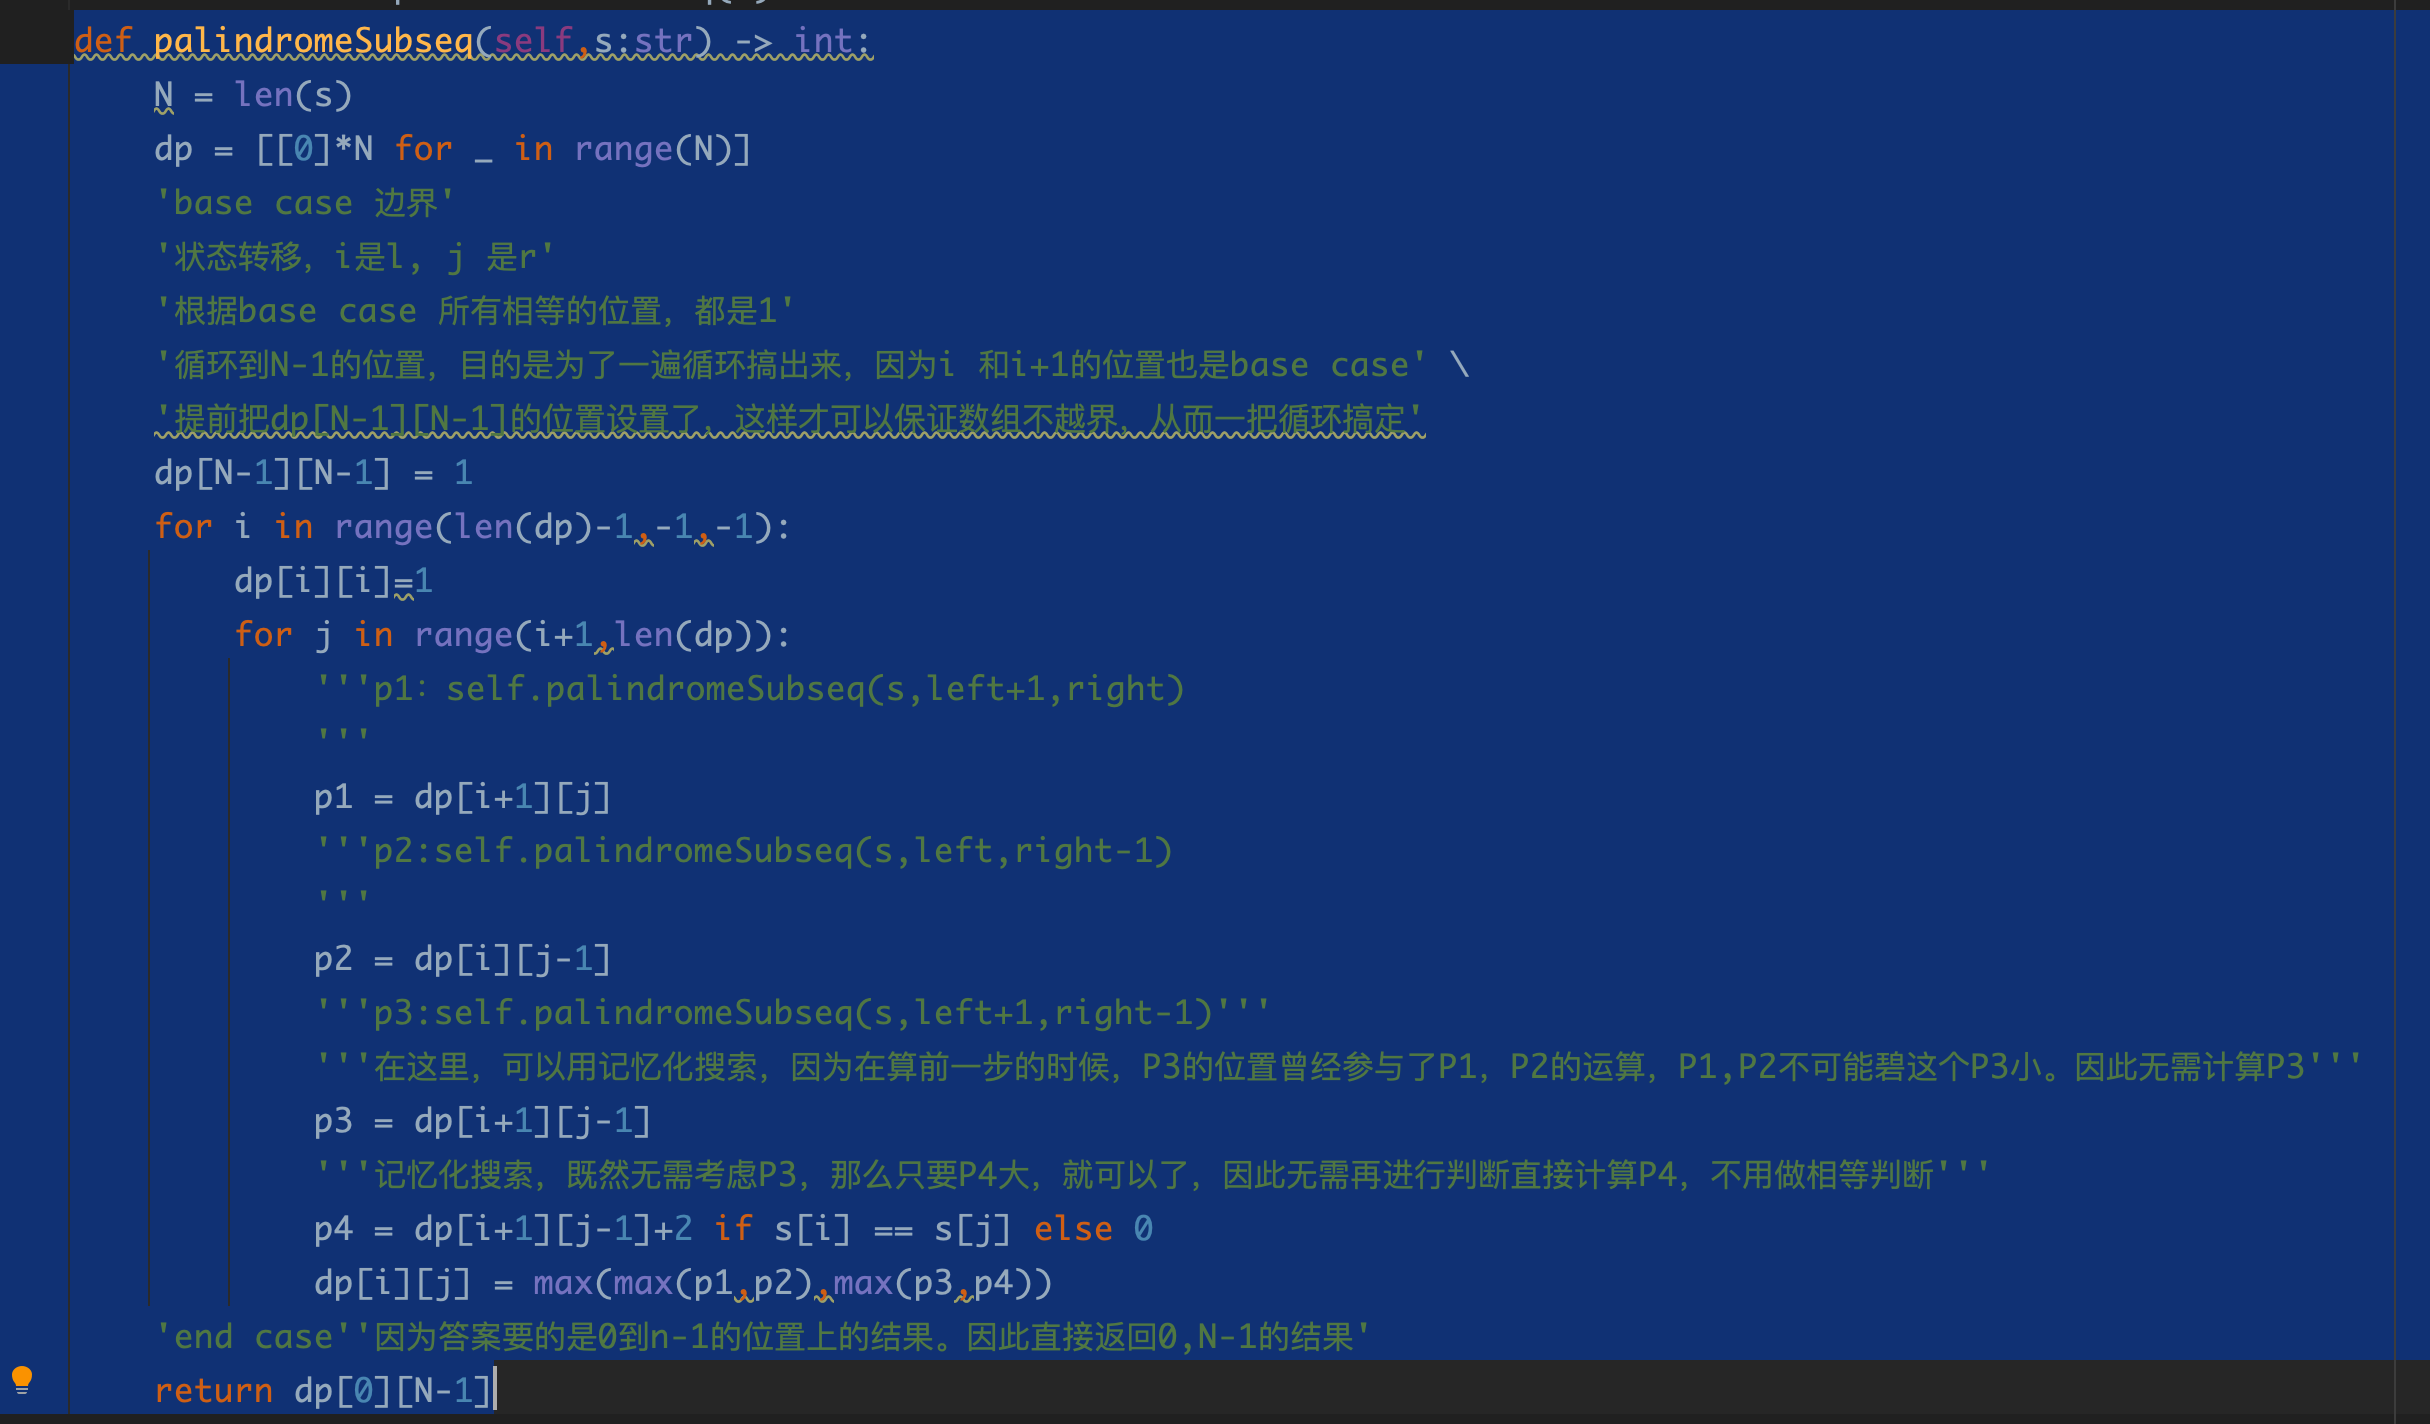 def palindromeSubseq(self,s:str) -> int:
    N = len(s)
    dp = [[0]*N for _ in range(N)]
    'base case 边界'
    '状态转移，i是l, j 是r'
    '根据base case 所有相等的位置，都是1'
    '循环到N-1的位置，目的是为了一遍循环搞出来，因为i 和i+1的位置也是base case' \
    '提前把dp[N-1][N-1]的位置设置了，这样才可以保证数组不越界，从而一把循环搞定'
    dp[N-1][N-1] = 1
    for i in range(len(dp)-1,-1,-1):
        dp[i][i]=1
        for j in range(i+1,len(dp)):
            '''p1：self.palindromeSubseq(s,left+1,right)
            '''
            p1 = dp[i+1][j]
            '''p2:self.palindromeSubseq(s,left,right-1)
            '''
            p2 = dp[i][j-1]
            '''p3:self.palindromeSubseq(s,left+1,right-1)'''
            '''在这里，可以用记忆化搜索，因为在算前一步的时候，P3的位置曾经参与了P1，P2的运算，P1,P2不可能碧这个P3小。因此无需计算P3'''
            p3 = dp[i+1][j-1]
            '''记忆化搜索，既然无需考虑P3，那么只要P4大，就可以了，因此无需再进行判断直接计算P4，不用做相等判断'''
            p4 = dp[i+1][j-1]+2 if s[i] == s[j] else 0
            dp[i][j] = max(max(p1,p2),max(p3,p4))
    'end case''因为答案要的是0到n-1的位置上的结果。因此直接返回0,N-1的结果'
    return dp[0][N-1]